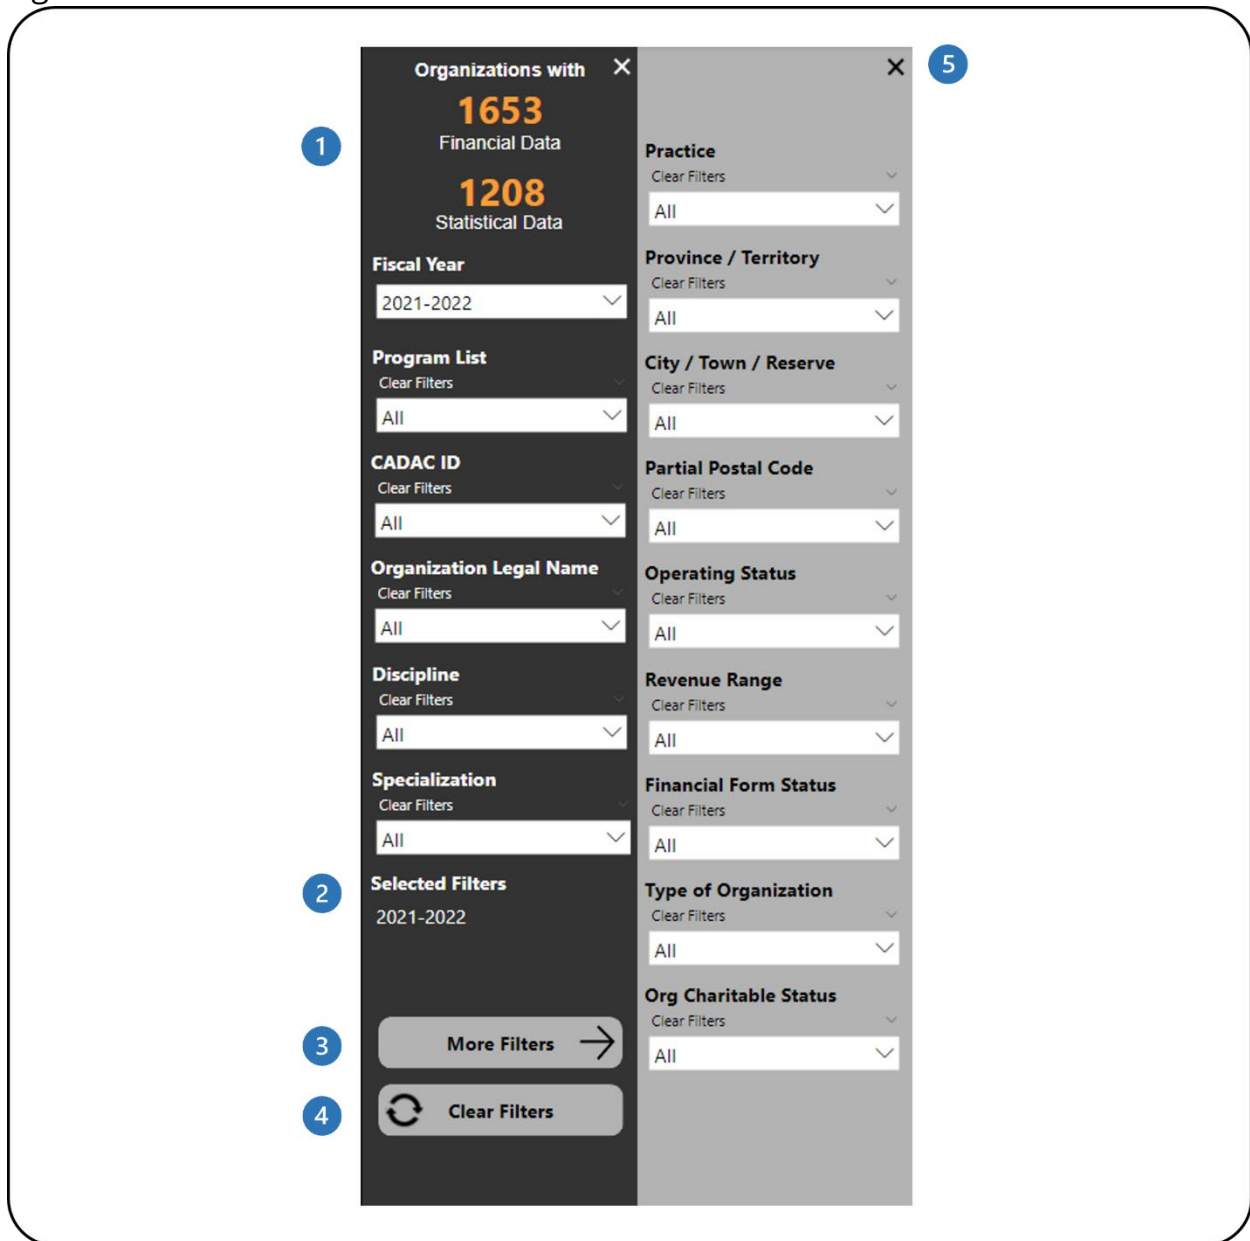 Organizations with
1653
Financial Data
1208
Statistical Data
Fiscal Year
2021-2022
Program List
Clear Filters
All
CADAC ID
Clear Filters
All
Organization Legal Name
Clear Filters
All
Discipline
Clear Filters
All
Specialization
Clear Filters
All
Selected Filters
2021-2022
More Filters
Clear Filters
Practice
Clear Filters
All
Province / Territory
Clear Filters
All
City / Town / Reserve
Clear Filters
All
Partial Postal Code
Clear Filters
All
Operating Status
Clear Filters
All
Revenue Range
Clear Filters
All
Financial Form Status
Clear Filters
All
Type of Organization
Clear Filters
All
Org Charitable Status
Clear Filters
All
1
2
3
4
5